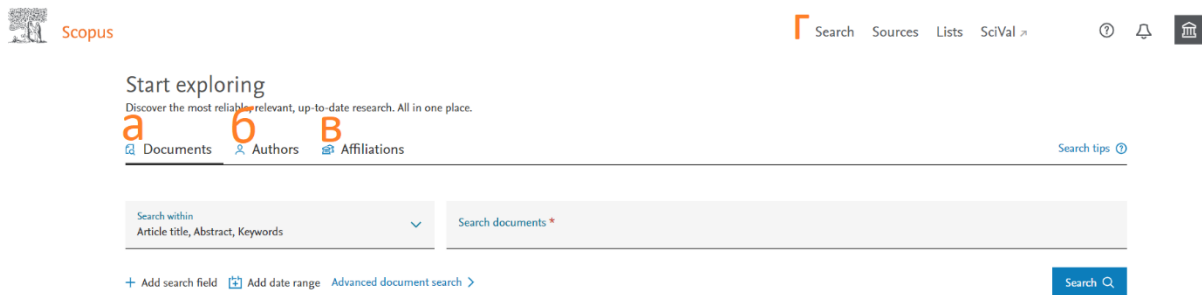 Scopus
Г Search Sources Lists SciVal ↗
Start exploring
Discover the most reliable, relevant, up-to-date research. All in one place.
а б в
Documents Authors Affiliations Search tips
Search within
Article title, Abstract, Keywords
Search documents *
+ Add search field Add date range Advanced document search >
Search